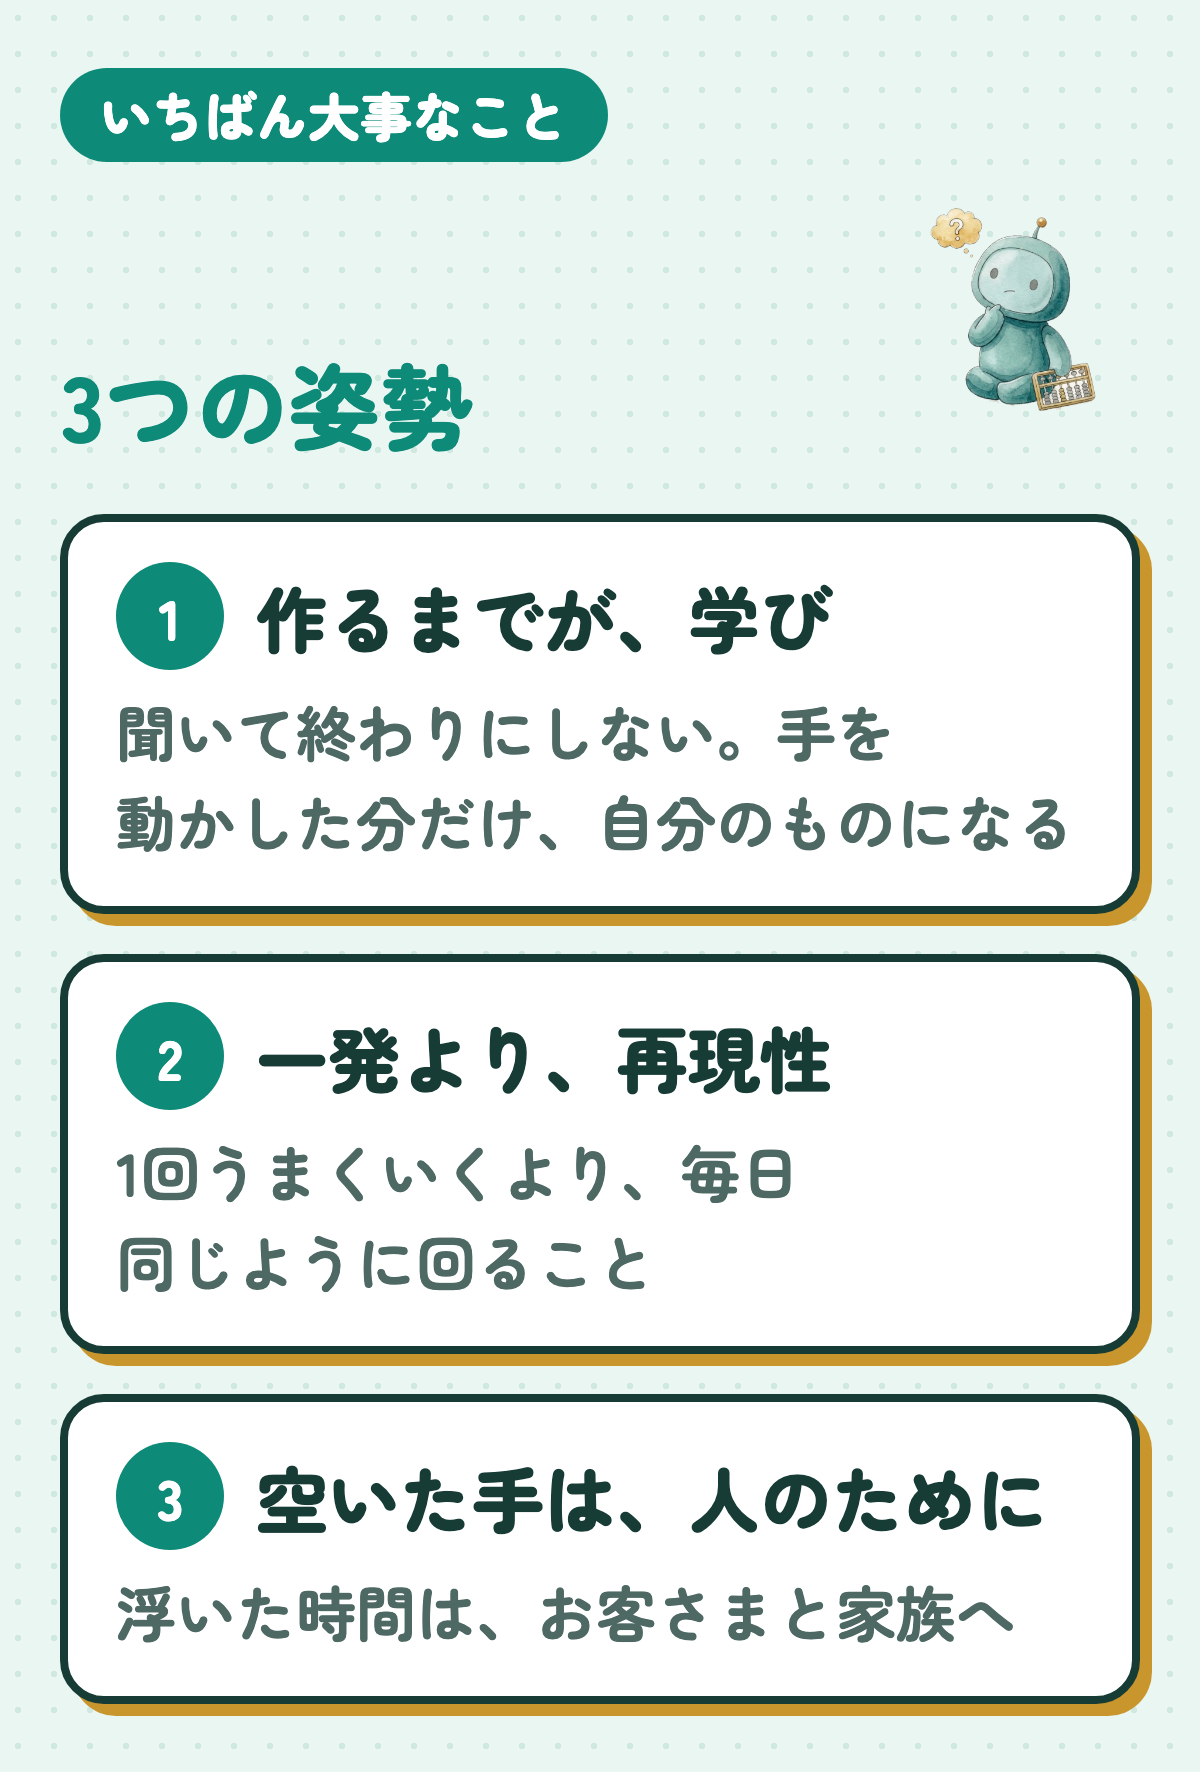 いちばん大事なこと
?
3つの姿勢
1 作るまでが、学び
聞いて終わりにしない。手を
動かした分だけ、自分のものになる
2 一発より、再現性
1回うまくいくより、毎日
同じように回ること
3 空いた手は、人のために
浮いた時間は、お客さまと家族へ